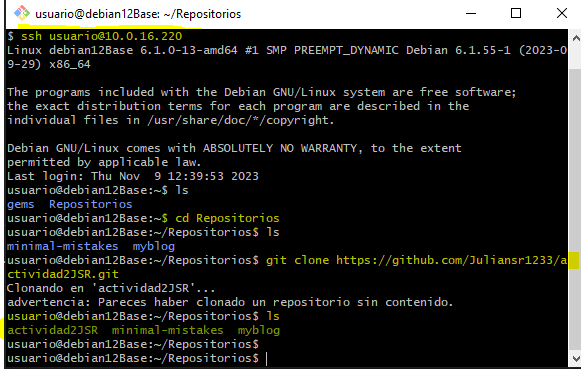 usuario@debian12Base: ~/Repositorios
$ ssh usuario@10.0.16.220
Linux debian12Base 6.1.0-13-amd64 #1 SMP PREEMPT_DYNAMIC Debian 6.1.55-1 (2023-0
9-29) x86_64
The programs included with the Debian GNU/Linux system are free software;
the exact distribution terms for each program are described in the
individual files in /usr/share/doc/*/copyright.
Debian GNU/Linux comes with ABSOLUTELY NO WARRANTY, to the extent
permitted by applicable law.
Last login: Thu Nov  9 12:39:53 2023
usuario@debian12Base:~$ ls
gems  Repositorios
usuario@debian12Base:~$ cd Repositorios
usuario@debian12Base:~/Repositorios$ ls
minimal-mistakes  myblog
usuario@debian12Base:~/Repositorios$ git clone https://github.com/Juliansr1233/a
ctividad2JSR.git
Clonando en 'actividad2JSR'...
advertencia: Pareces haber clonado un repositorio sin contenido.
usuario@debian12Base:~/Repositorios$ ls
actividad2JSR  minimal-mistakes  myblog
usuario@debian12Base:~/Repositorios$
usuario@debian12Base:~/Repositorios$